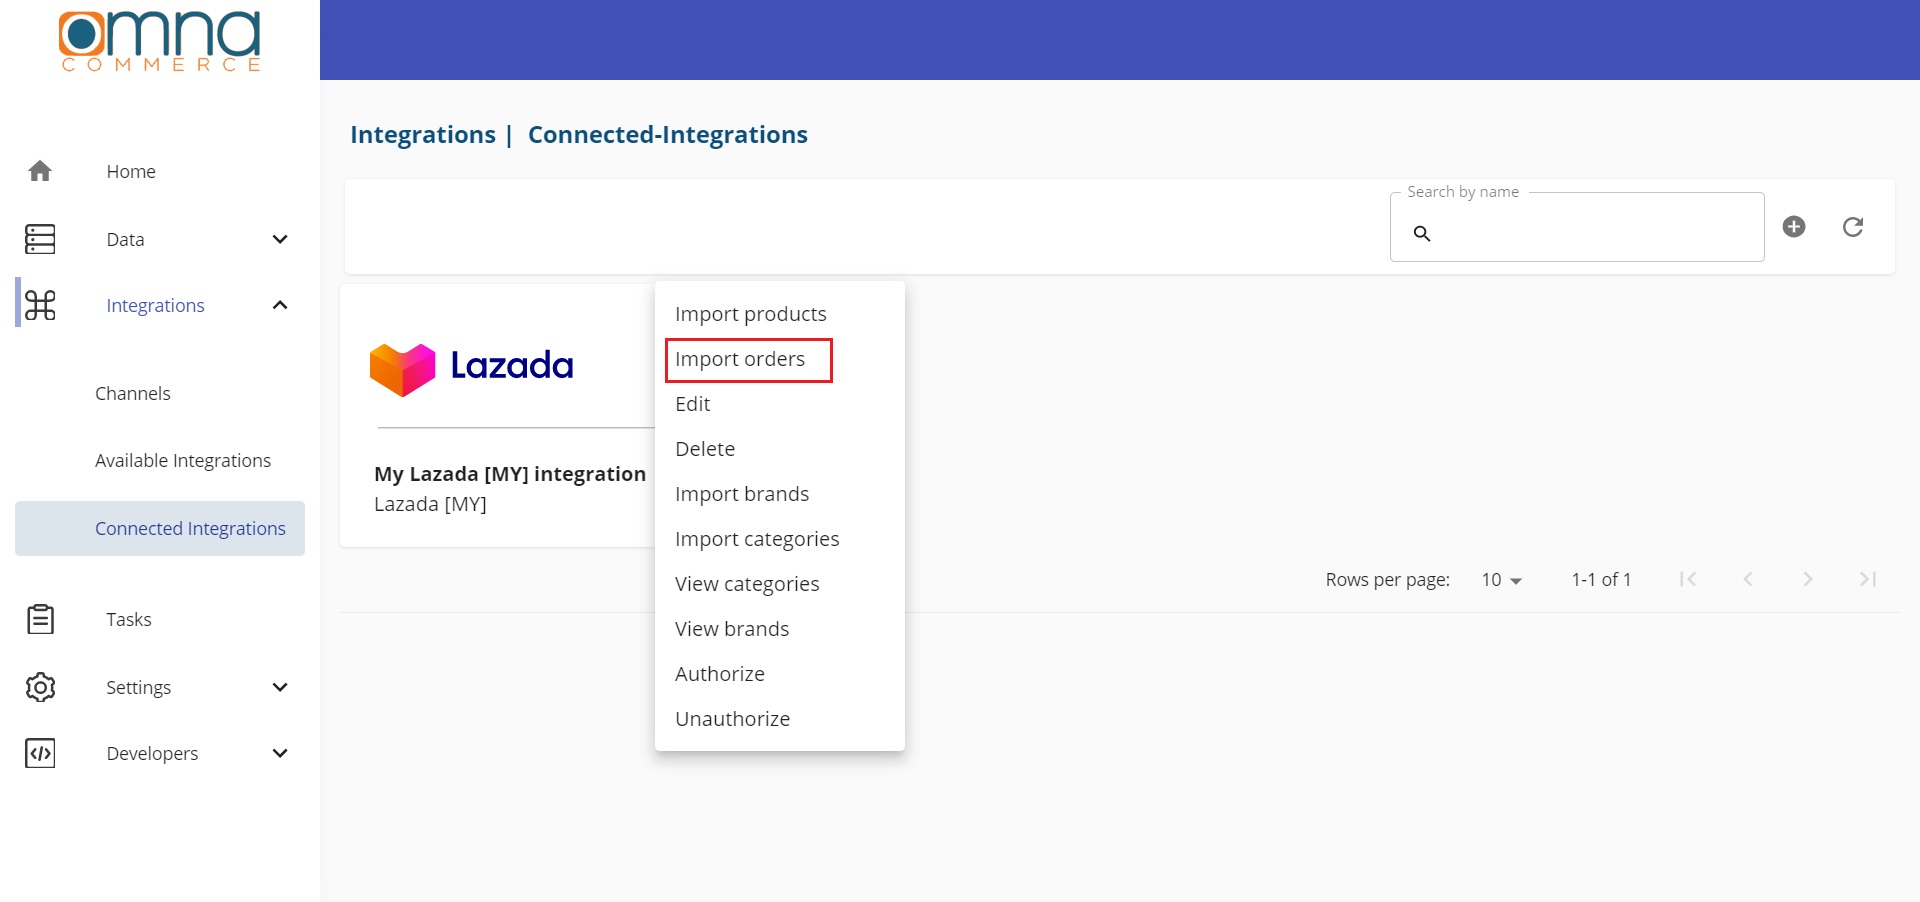 omna
COMMERCE
Home
Data
Integrations
Channels
Available Integrations
Connected Integrations
Tasks
Settings
Developers
Integrations | Connected-Integrations
Search by name
Lazada
My Lazada [MY] integration
Lazada [MY]
Import products
Import orders
Edit
Delete
Import brands
Import categories
View categories
View brands
Authorize
Unauthorize
Rows per page: 10 1-1 of 1